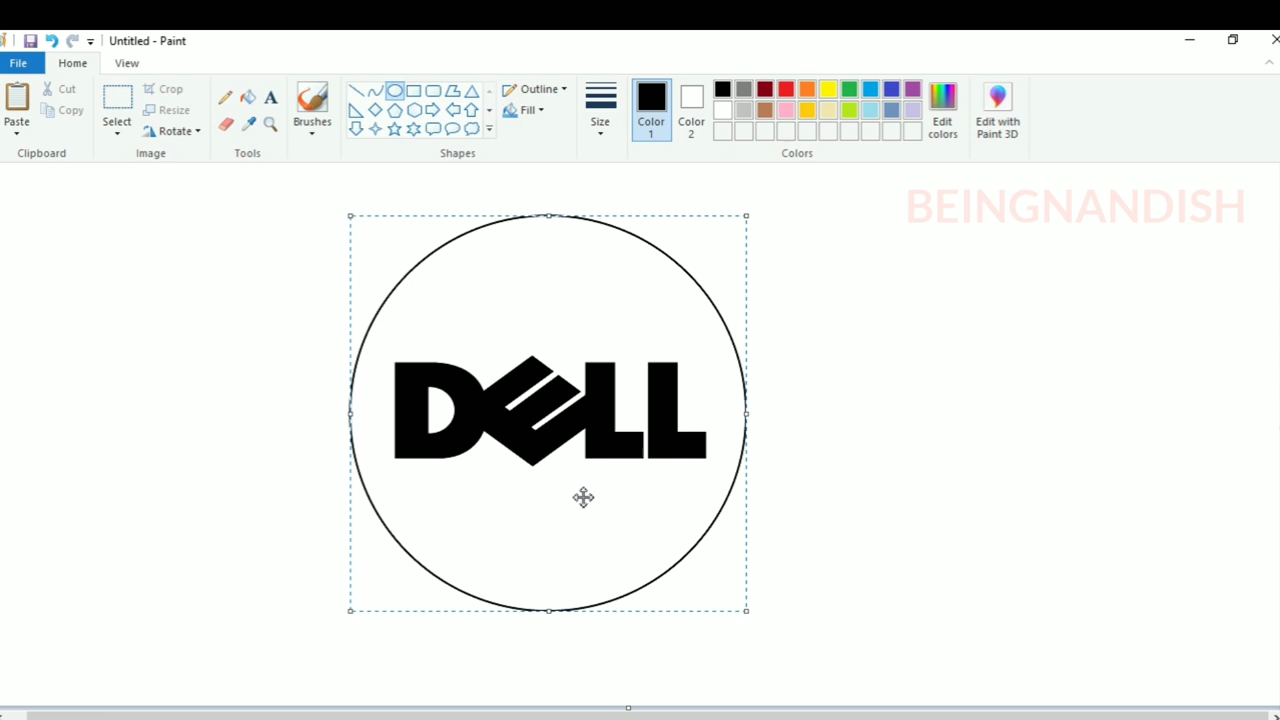 Untitled - Paint
File Home View
Cut
Copy
Paste
Clipboard
Crop
Resize
Rotate
Select
Image
Tools
Brushes
Outline
Fill
Shapes
Size
Color 1
Color 2
Edit colors
Edit with Paint 3D
Colors
BEINGNANDISH
DELL